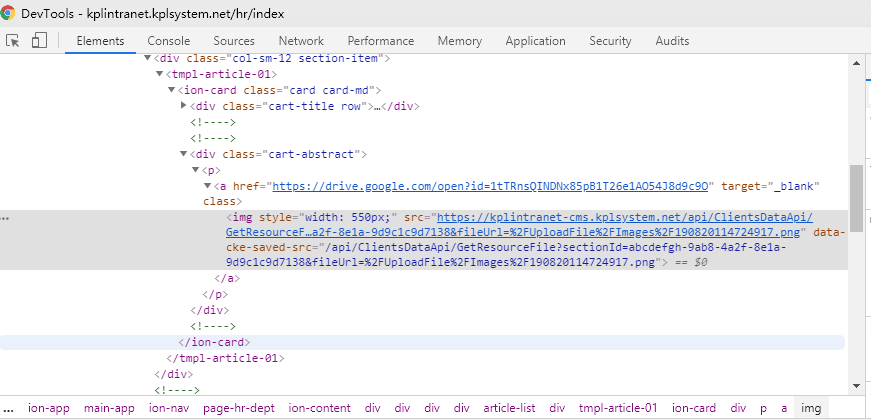 DevTools - kplintranet.kplsystem.net/hr/index
Elements Console Sources Network Performance Memory Application Security Audits
<div class="col-sm-12 section-item">
<tmpl-article-01>
<ion-card class="card card-md">
<div class="cart-title row">…</div>
<!---->
<!---->
<div class="cart-abstract">
<p>
<a href="https://drive.google.com/open?id=1tTRnsQINDNx85pB1T26e1AO54J8d9c9O" target="_blank"
class>
<img style="width: 550px;" src="https://kplintranet-cms.kplsystem.net/api/ClientsDataApi/
GetResourceF…a2f-8e1a-9d9c1c9d7138&fileUrl=%2FUploadFile%2FImages%2F190820114724917.png" data-
cke-saved-src="/api/ClientsDataApi/GetResourceFile?sectionId=abcdefgh-9ab8-4a2f-8e1a-
9d9c1c9d7138&fileUrl=%2FUploadFile%2FImages%2F190820114724917.png"> == $0
</a>
</p>
</div>
<!---->
</ion-card>
</tmpl-article-01>
</div>
<!---->
... ion-app main-app ion-nav page-hr-dept ion-content div div div article-list div tmpl-article-01 ion-card div p a img